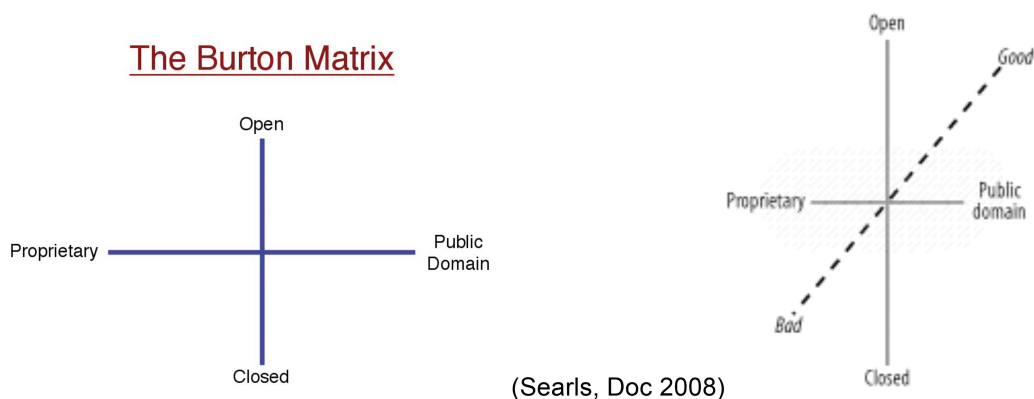 The Burton Matrix
Open
Proprietary
Public
Domain
Closed
Open
Good
Proprietary
Public
domain
Bad
Closed
(Searls, Doc 2008)